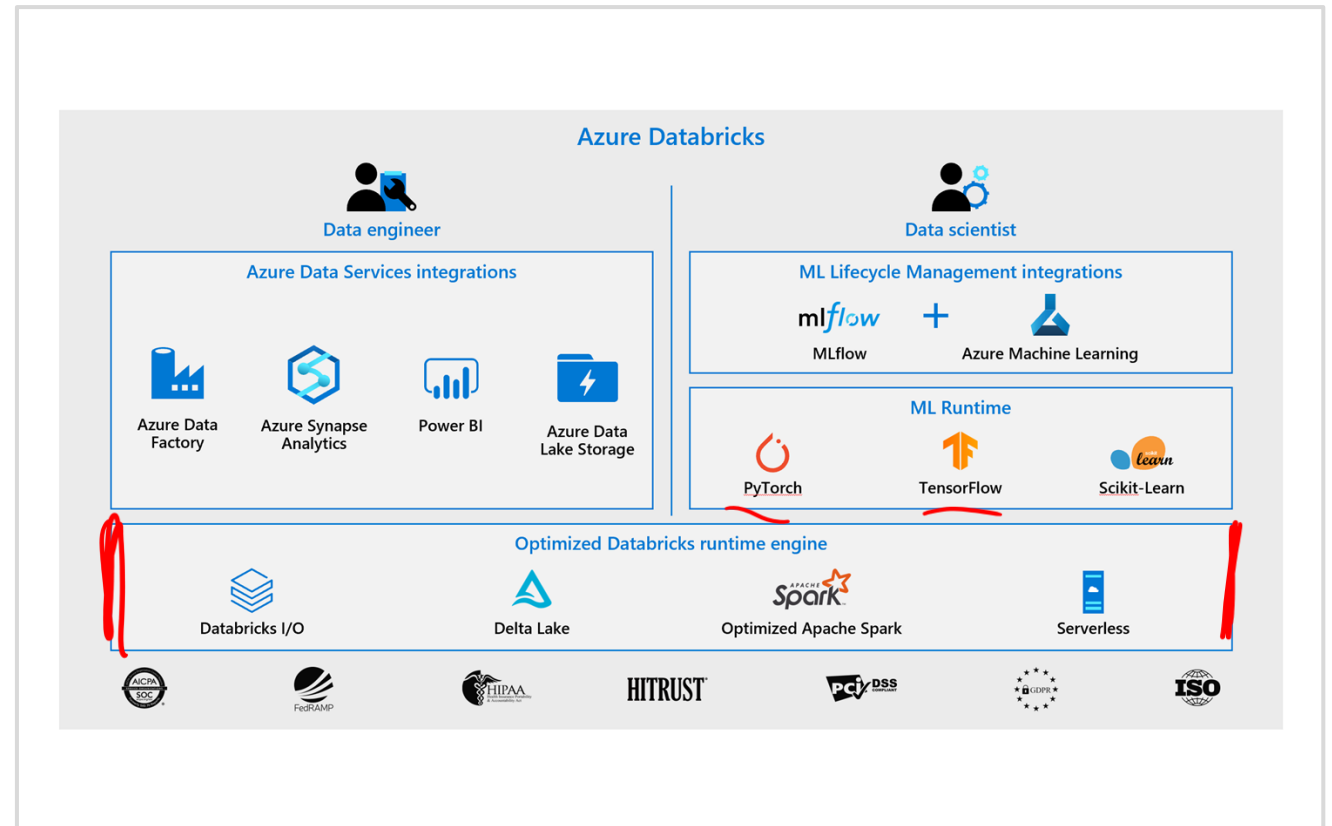 Azure Databricks
Data engineer
Data scientist
Azure Data Services integrations
Azure Data
Factory
Azure Synapse
Analytics
Power BI
Azure Data
Lake Storage
ML Lifecycle Management integrations
mlflow
MLflow
Azure Machine Learning
ML Runtime
PyTorch
TensorFlow
learn
Scikit-Learn
Optimized Databricks runtime engine
Databricks I/O
Delta Lake
APACHE
Spark
Optimized Apache Spark
Serverless
AICPA
SOC
FedRAMP
HIPAA
HITRUST
PCI DSS
COMPLIANT
GDPR
ISO